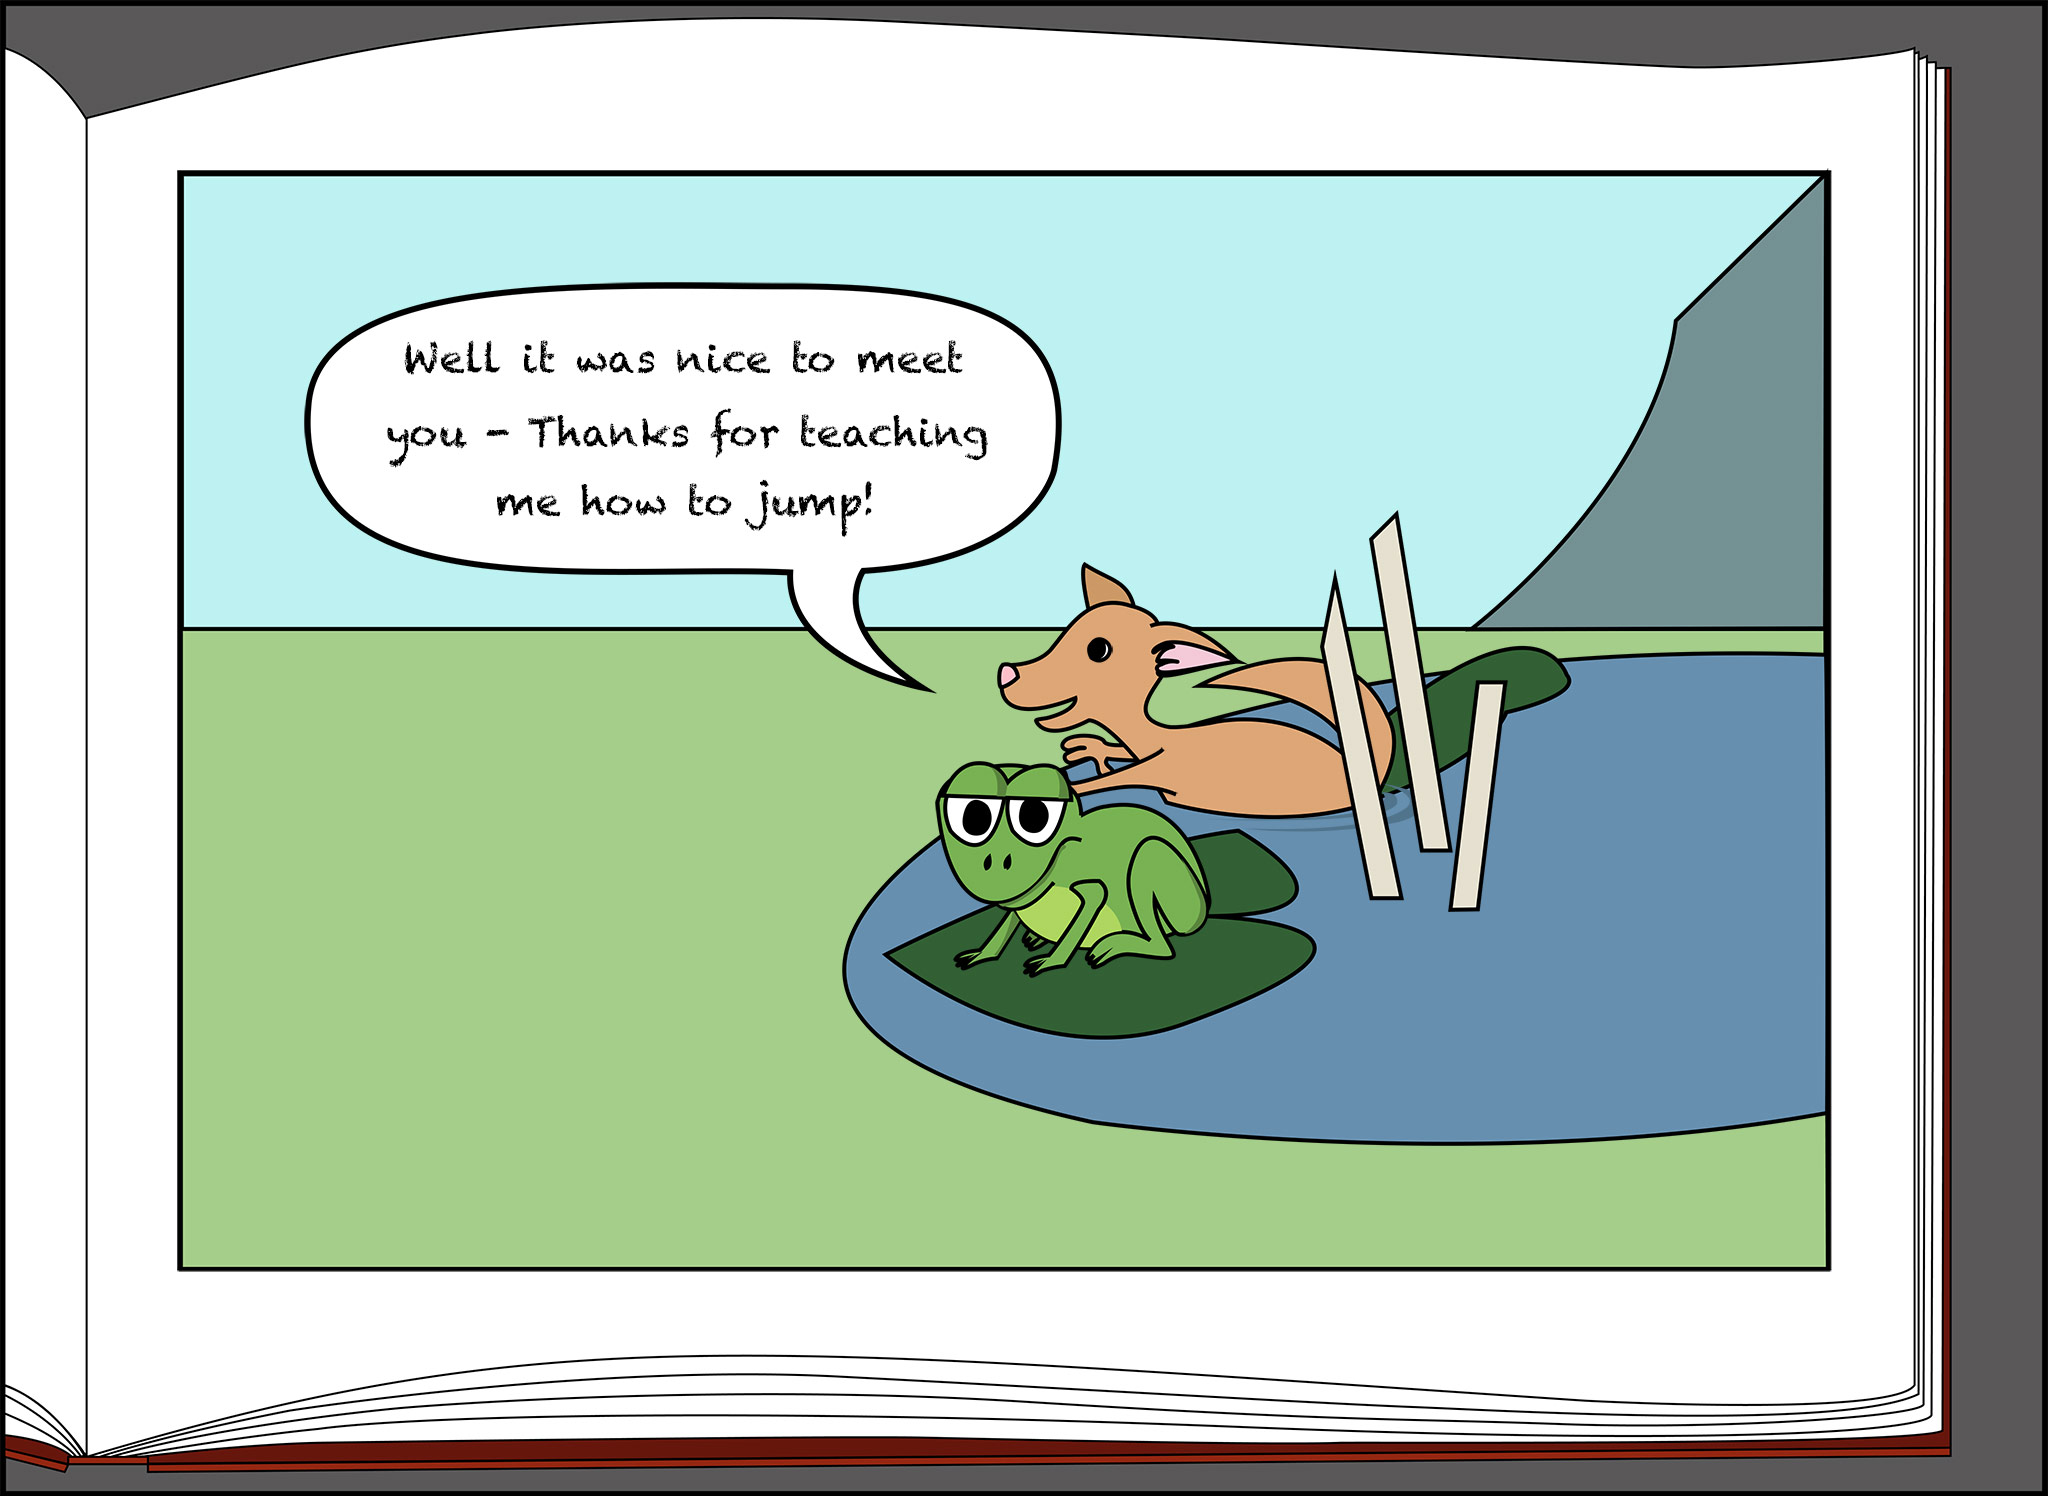 Well it was nice to meet
you - Thanks for teaching
me how to jump!